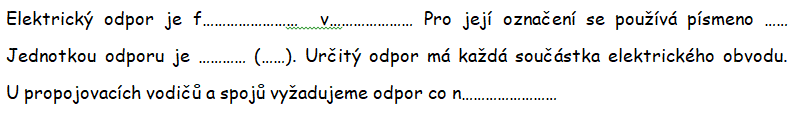 Elektrický odpor je f……………………… v………………… Pro její označení se používá písmeno ……
Jednotkou odporu je ………… (……). Určitý odpor má každá součástka elektrického obvodu.
U propojovacích vodičů a spojů vyžadujeme odpor co n……………………